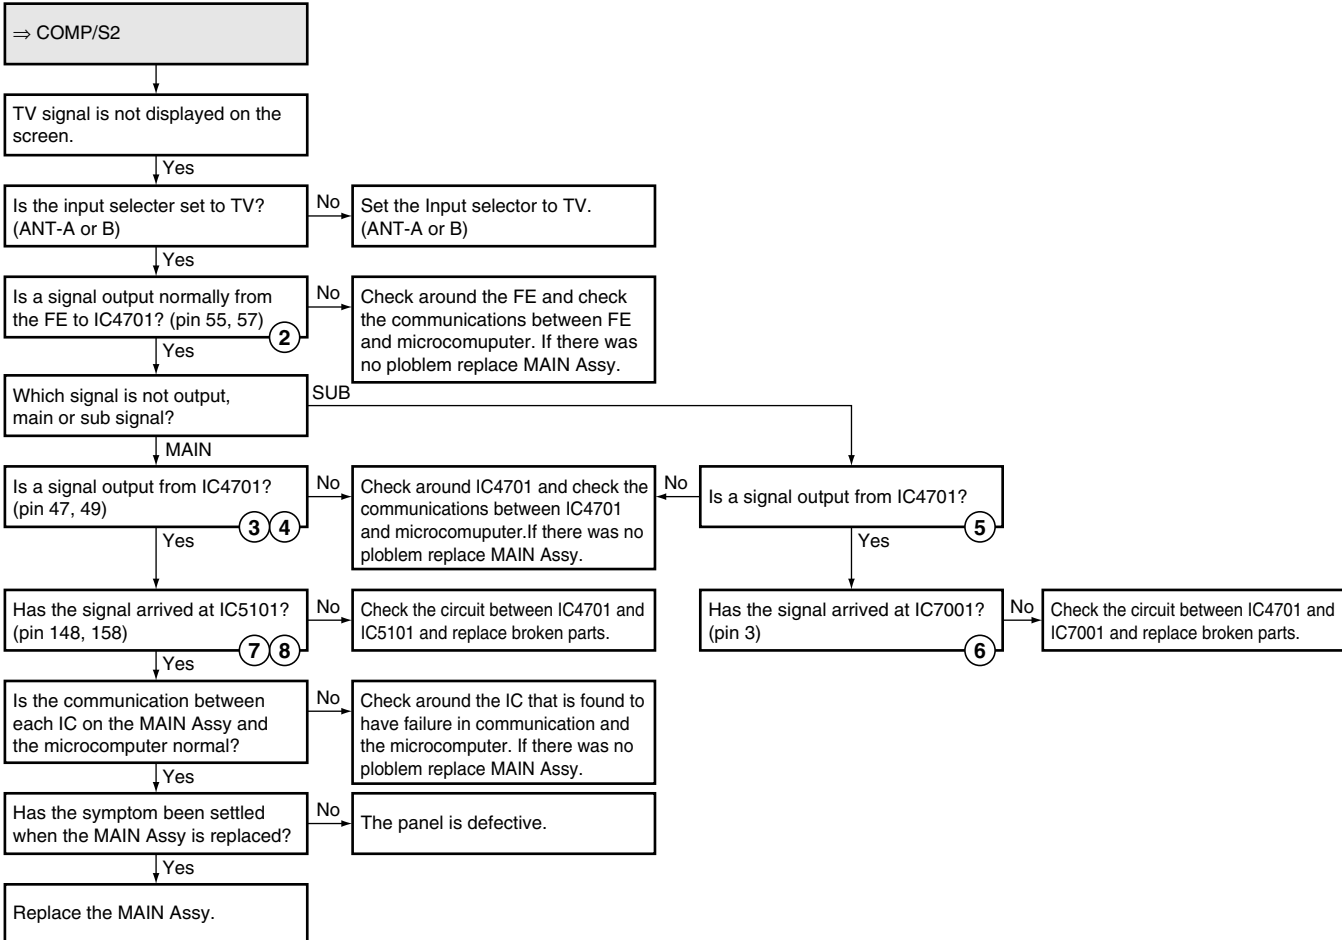 ⇒ COMP/S2
TV signal is not displayed on the
screen.
Yes
Is the input selecter set to TV?
(ANT-A or B)
No
Set the Input selector to TV.
(ANT-A or B)
Yes
Is a signal output normally from
the FE to IC4701? (pin 55, 57)
2
No
Check around the FE and check
the communications between FE
and microcomuputer. If there was
no ploblem replace MAIN Assy.
Yes
Which signal is not output,
main or sub signal?
SUB
MAIN
Is a signal output from IC4701?
(pin 47, 49)
3 4
No
Check around IC4701 and check the
communications between IC4701
and microcomuputer.If there was no
ploblem replace MAIN Assy.
No
Is a signal output from IC4701?
5
Yes
Yes
Has the signal arrived at IC5101?
(pin 148, 158)
7 8
No
Check the circuit between IC4701 and
IC5101 and replace broken parts.
Has the signal arrived at IC7001?
(pin 3)
6
No
Check the circuit between IC4701 and
IC7001 and replace broken parts.
Yes
Is the communication between
each IC on the MAIN Assy and
the microcomputer normal?
No
Check around the IC that is found to
have failure in communication and
the microcomputer. If there was no
ploblem replace MAIN Assy.
Yes
Has the symptom been settled
when the MAIN Assy is replaced?
No
The panel is defective.
Yes
Replace the MAIN Assy.